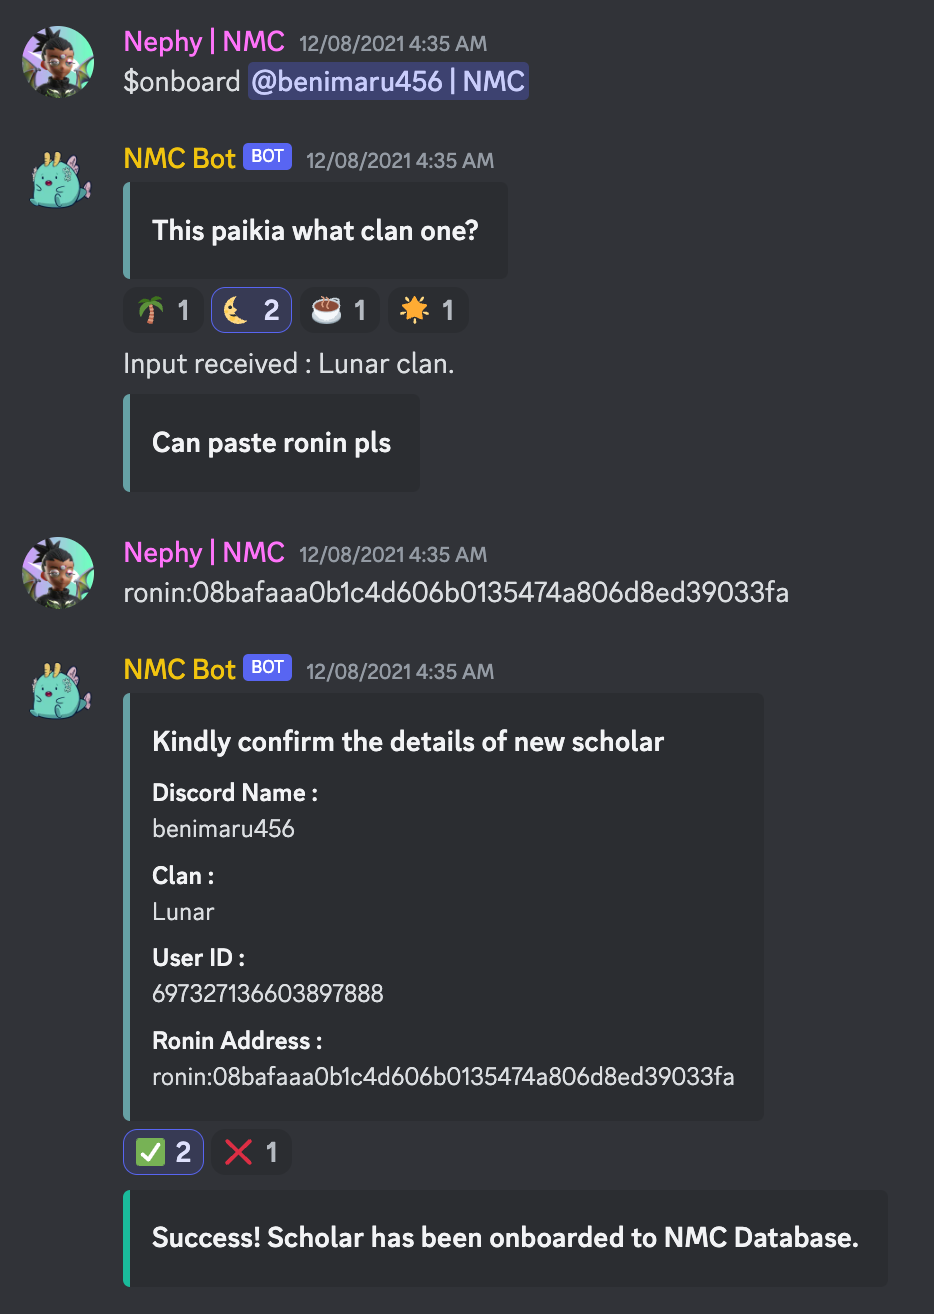 Nephy | NMC 12/08/2021 4:35 AM
$onboard @benimaru456 | NMC
NMC Bot BOT 12/08/2021 4:35 AM
This paikia what clan one?
🌴 1 🌜 2 ☕ 1 🌟 1
Input received : Lunar clan.
Can paste ronin pls
Nephy | NMC 12/08/2021 4:35 AM
ronin:08bafaaa0b1c4d606b0135474a806d8ed39033fa
NMC Bot BOT 12/08/2021 4:35 AM
Kindly confirm the details of new scholar
Discord Name :
benimaru456
Clan :
Lunar
User ID :
697327136603897888
Ronin Address :
ronin:08bafaaa0b1c4d606b0135474a806d8ed39033fa
✅ 2 ❌ 1
Success! Scholar has been onboarded to NMC Database.